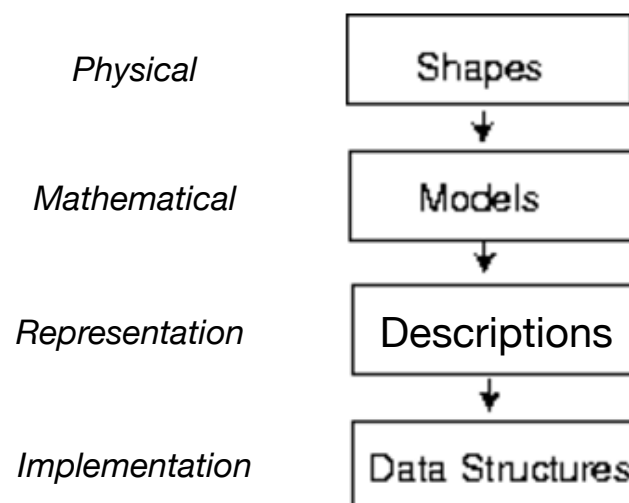 Physical Shapes
Mathematical Models
Representation Descriptions
Implementation Data Structures